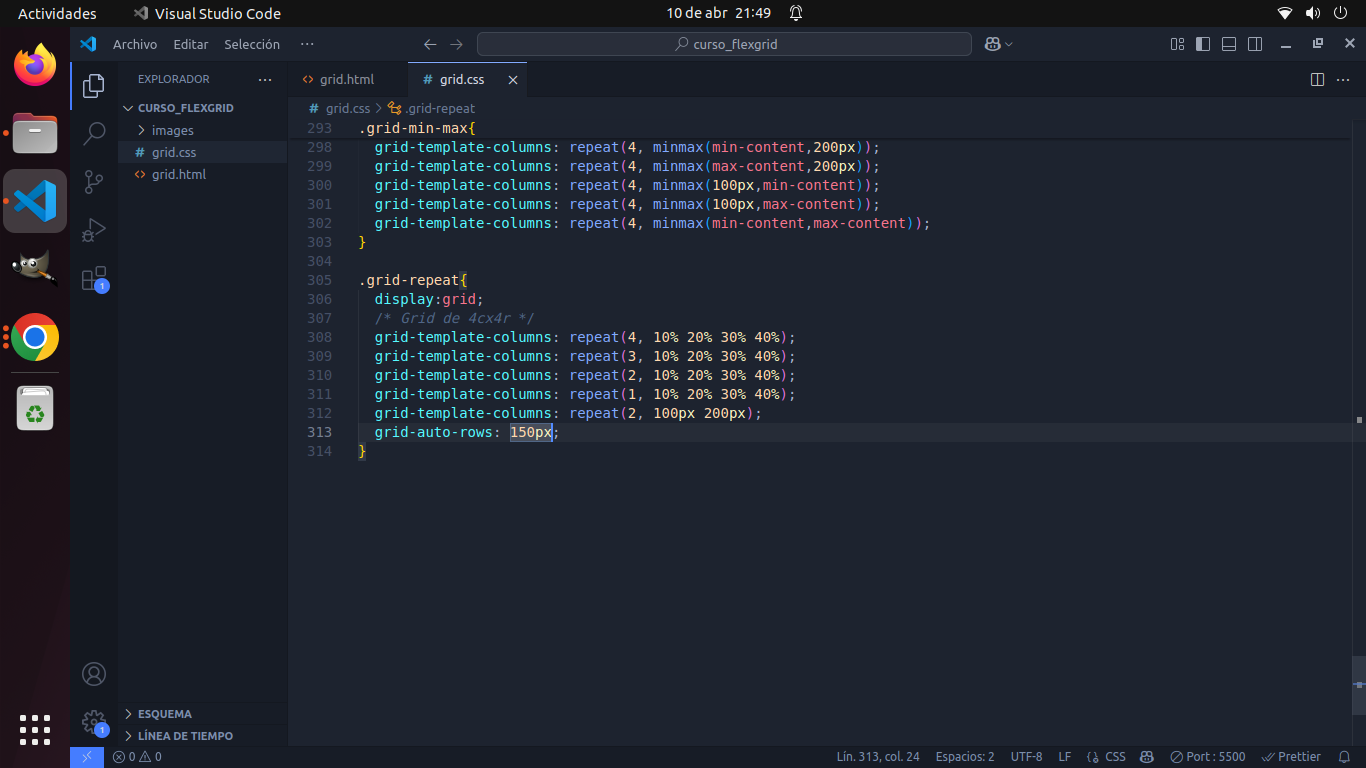 Actividades
Visual Studio Code
10 de abr 21:49
Archivo Editar Selección ···
curso_flexgrid
EXPLORADOR ···
CURSO_FLEXGRID
images
# grid.css
<> grid.html
ESQUEMA
LÍNEA DE TIEMPO
1
1
<> grid.html
# grid.css
# grid.css > .grid-repeat
293 .grid-min-max{
298 grid-template-columns: repeat(4, minmax(min-content,200px));
299 grid-template-columns: repeat(4, minmax(max-content,200px));
300 grid-template-columns: repeat(4, minmax(100px,min-content));
301 grid-template-columns: repeat(4, minmax(100px,max-content));
302 grid-template-columns: repeat(4, minmax(min-content,max-content));
303 }
304
305 .grid-repeat{
306 display:grid;
307 /* Grid de 4cx4r */
308 grid-template-columns: repeat(4, 10% 20% 30% 40%);
309 grid-template-columns: repeat(3, 10% 20% 30% 40%);
310 grid-template-columns: repeat(2, 10% 20% 30% 40%);
311 grid-template-columns: repeat(1, 10% 20% 30% 40%);
312 grid-template-columns: repeat(2, 100px 200px);
313 grid-auto-rows: 150px;
314 }
0 0
Lín. 313, col. 24 Espacios: 2 UTF-8 LF CSS Port : 5500 Prettier